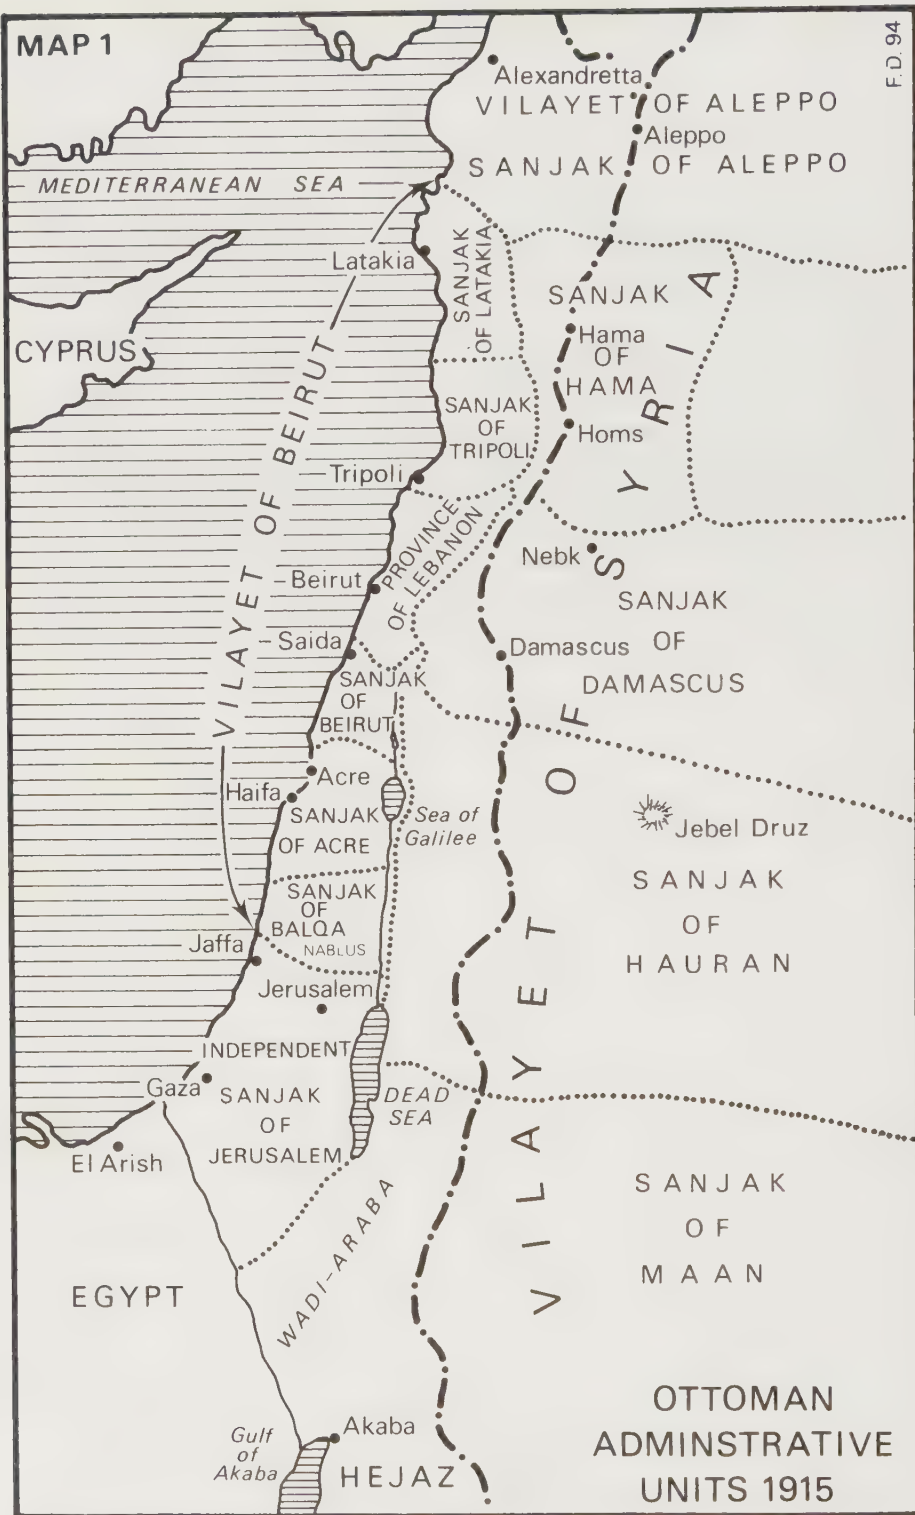 MAP 1
F.D. 94
Alexandretta
VILAYET OF ALEPPO
Aleppo
SANJAK OF ALEPPO
MEDITERRANEAN SEA
Latakia
SANJAK
OF LATAKIA
SANJAK
Hama
OF
HAMA
Homs
CYPRUS
SANJAK
OF
TRIPOLI
Tripoli
VILAYET OF BEIRUT
PROVINCE
OF LEBANON
Beirut
Nebk
SANJAK
OF
DAMASCUS
Damascus
Saida
SANJAK
OF
BEIRUT
Acre
Haifa
SANJAK
OF ACRE
Sea of
Galilee
Jebel Druz
SANJAK
OF
HAURAN
SANJAK
OF
BALQA
NABLUS
Jaffa
Jerusalem
INDEPENDENT
SANJAK
OF
JERUSALEM
Gaza
DEAD
SEA
El Arish
VILAYET OF SYRIA
SANJAK
OF
MAAN
WADI-ARABA
EGYPT
Akaba
Gulf
of
Akaba
HEJAZ
OTTOMAN
ADMINSTRATIVE
UNITS 1915